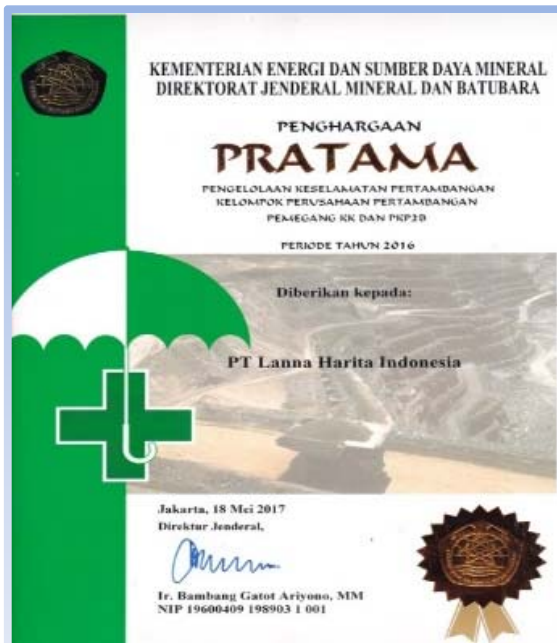 KEMENTERIAN ENERGI DAN SUMBER DAYA MINERAL
DIREKTORAT JENDERAL MINERAL DAN BATUBARA
PENGHARGAAN
PRATAMA
PENGELOLAAN KESELAMATAN PERTAMBANGAN
KELOMPOK PERUSAHAAN PERTAMBANGAN
PEMEGANG KK DAN PKP2B
PERIODE TAHUN 2016
Diberikan kepada:
PT Lanna Harita Indonesia
Jakarta, 18 Mei 2017
Direktur Jenderal,
Ir. Bambang Gatot Ariyono, MM
NIP 19600409 198903 1 001